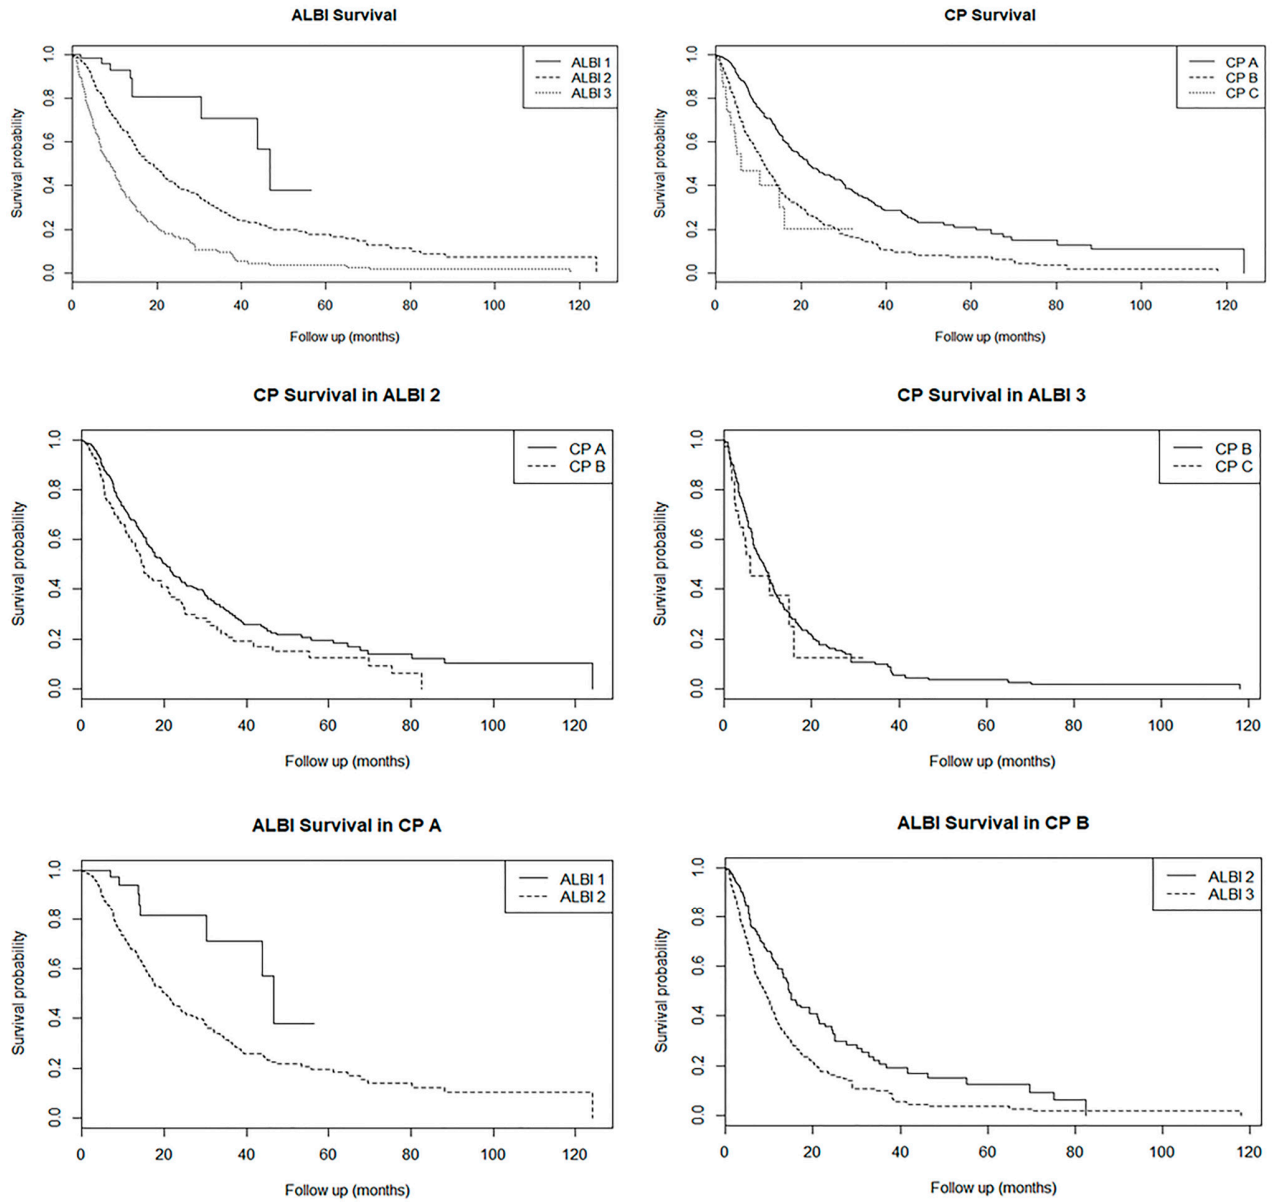 ALBI Survival
Survival probability
0.0 0.2 0.4 0.6 0.8 1.0
ALBI 1
ALBI 2
ALBI 3
0 20 40 60 80 100 120
Follow up (months)
CP Survival
Survival probability
0.0 0.2 0.4 0.6 0.8 1.0
CP A
CP B
CP C
0 20 40 60 80 100 120
Follow up (months)
CP Survival in ALBI 2
Survival probability
0.0 0.2 0.4 0.6 0.8 1.0
CP A
CP B
0 20 40 60 80 100 120
Follow up (months)
CP Survival in ALBI 3
Survival probability
0.0 0.2 0.4 0.6 0.8 1.0
CP B
CP C
0 20 40 60 80 100 120
Follow up (months)
ALBI Survival in CP A
Survival probability
0.0 0.2 0.4 0.6 0.8 1.0
ALBI 1
ALBI 2
0 20 40 60 80 100 120
Follow up (months)
ALBI Survival in CP B
Survival probability
0.0 0.2 0.4 0.6 0.8 1.0
ALBI 2
ALBI 3
0 20 40 60 80 100 120
Follow up (months)